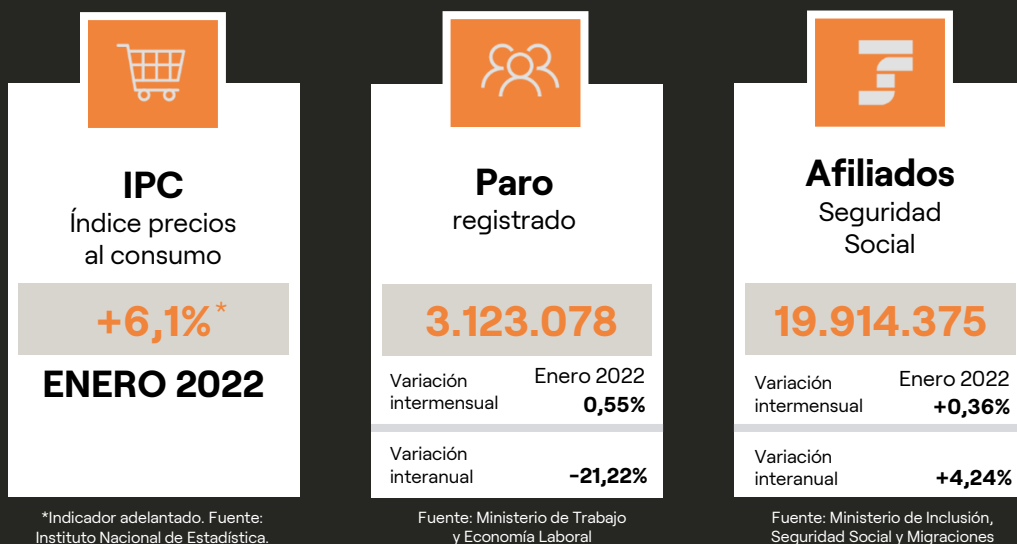 IPC
Índice precios
al consumo
+6,1%*
ENERO 2022
*Indicador adelantado. Fuente:
Instituto Nacional de Estadística.
Paro
registrado
3.123.078
Variación
intermensual
Enero 2022
0,55%
Variación
interanual
-21,22%
Fuente: Ministerio de Trabajo
y Economía Laboral
Afiliados
Seguridad
Social
19.914.375
Variación
intermensual
Enero 2022
+0,36%
Variación
interanual
+4,24%
Fuente: Ministerio de Inclusión,
Seguridad Social y Migraciones